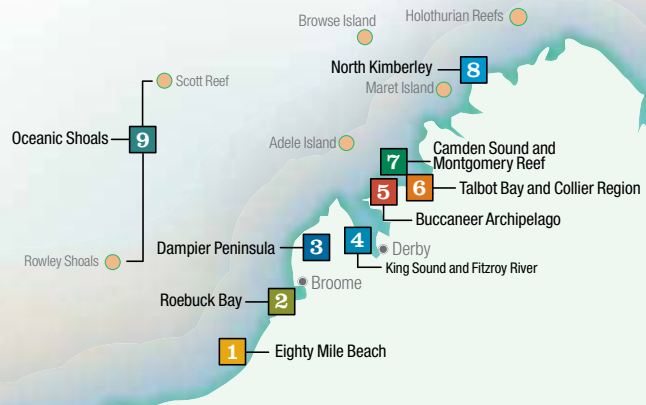 Browse Island
Holothurian Reefs
North Kimberley
8
Maret Island
Scott Reef
Oceanic Shoals
9
Adele Island
7
Camden Sound and
Montgomery Reef
5
6
Talbot Bay and Collier Region
Buccaneer Archipelago
Dampier Peninsula
3
4
Derby
King Sound and Fitzroy River
Rowley Shoals
Broome
Roebuck Bay
2
1
Eighty Mile Beach